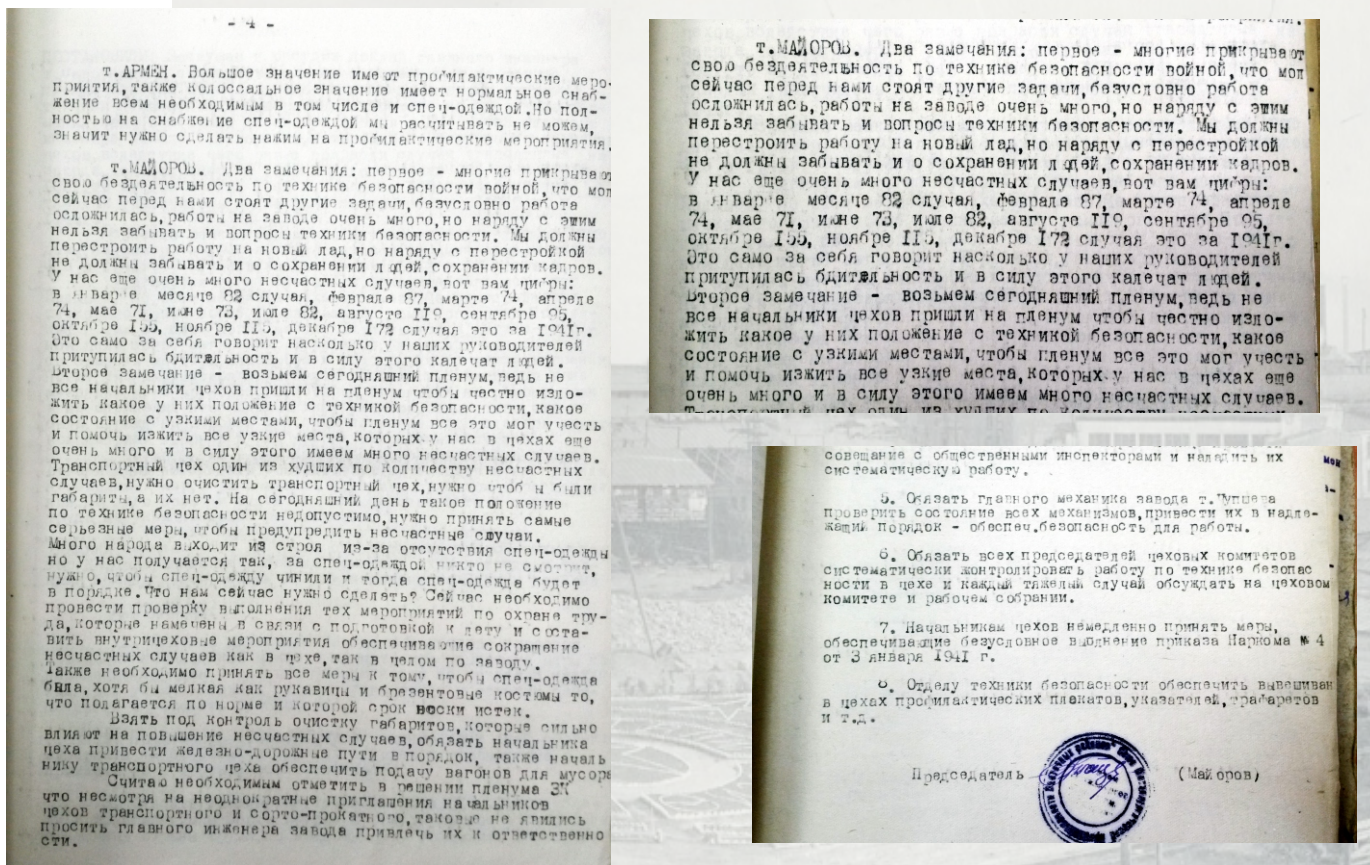 - 4 -
т.АРМЕН. Большое значение имеют профилактические меро-
приятия,также колоссальное значение имеет нормальное снаб-
жение всем необходимым в том числе и спец-одеждой.Но пол-
ностью на снабжение спец-одеждой мы расчитывать не можем,
значит нужно сделать нажим на профилактические мероприятия.
т.МАЙОРОВ. Два замечания: первое - многие прикрывают
свою бездеятельность по технике безопасности войной,что мол
сейчас перед нами стоят другие задачи,безусловно работа
осложнилась,работы на заводе очень много,но наряду с этим
нельзя забывать и вопросы техники безопасности. Мы должны
перестроить работу на новый лад,но наряду с перестройкой
не должны забывать и о сохранении людей,сохранении кадров.
У нас еще очень много несчастных случаев,вот вам цифры:
в январе месяце 82 случая, феврале 87, марте 74, апреле
74, мае 71, июне 73, июле 82, августе 119, сентябре 95,
октябре 155, ноябре 115, декабре 172 случая это за 1941г.
Это само за себя говорит насколько у наших руководителей
притупилась бдительность и в силу этого калечат людей.
Второе замечание - возьмем сегодняшний пленум,ведь не
все начальники цехов пришли на пленум чтобы честно изло-
жить какое у них положение с техникой безопасности,какое
состояние с узкими местами,чтобы пленум все это мог учесть
и помочь изжить все узкие места,которых у нас в цехах еще
очень много и в силу этого имеем много несчастных случаев.
Транспортный цех один из худших по количеству несчастных
случаев,нужно очистить транспортный цех,нужно чтоб ы были
габариты,а их нет. На сегодняшний день такое положение
по технике безопасности недопустимо,нужно принять самые
серьезные меры,чтобы предупредить несчастные случаи.
Много народа выходит из строя из-за отсутствия спец-одежды
но у нас получается так, за спец-одеждой никто не смотрит,
нужно,чтобы спец-одежду чинили и тогда спец-одежда будет
в порядке.Что нам сейчас нужно сделать? Сейчас необходимо
провести проверку выполнения тех мероприятий по охране тру-
да,которые намечены в связи с подготовкой к лету и соста-
вить внутрицеховые мероприятия обеспечивающие сокращение
несчастных случаев как в цехе,так в целом по заводу.
Также необходимо принять все меры к тому,чтобы спец-одежда
была,хотя бы мелкая как рукавицы и брезентовые костюмы то,
что полагается по норме и которой срок носки истек.
Взять под контроль очистку габаритов,которые сильно
влияют на повышение несчастных случаев,обязать начальника
цеха привести железно-дорожные пути в порядок, также началь
нику транспортного цеха обеспечить подачу вагонов для мусора
Считаю необходимым отметить в решении пленума ЗК
что несмотря на неоднократные приглашения начальников
цехов транспортного и сорто-прокатного,таковые не явились
просить главного инженера завода привлечь их к ответственно
сти.
т.МАЙОРОВ. Два замечания: первое - многие прикрывают
свою бездеятельность по технике безопасности войной,что мол
сейчас перед нами стоят другие задачи,безусловно работа
осложнилась,работы на заводе очень много,но наряду с этим
нельзя забывать и вопросы техники безопасности. Мы должны
перестроить работу на новый лад,но наряду с перестройкой
не должны забывать и о сохранении людей,сохранении кадров.
У нас еще очень много несчастных случаев,вот вам цифры:
в январе месяце 82 случая, феврале 87, марте 74, апреле
74, мае 71, июне 73, июле 82, августе 119, сентябре 95,
октябре 155, ноябре 115, декабре 172 случая это за 1941г.
Это само за себя говорит насколько у наших руководителей
притупилась бдительность и в силу этого калечат людей.
Второе замечание - возьмем сегодняшний пленум,ведь не
все начальники цехов пришли на пленум чтобы честно изло-
жить какое у них положение с техникой безопасности,какое
состояние с узкими местами,чтобы пленум все это мог учесть
и помочь изжить все узкие места,которых у нас в цехах еще
очень много и в силу этого имеем много несчастных случаев.
Транспортный цех один из худших по количеству несчастных
совещание с общественными инспекторами и наладить их
систематическую работу.
5. Обязать главного механика завода
проверить состояние всех механизмов,привести их в надле-
жащий порядок - обеспеч.безопасность для работы.
6. Обязать всех председателей цеховых комитетов
систематически контролировать работу по технике безопас
ности в цехе и каждый тяжелый случай обсуждать на цеховом
комитете и рабочем собрании.
7. Начальникам цехов немедленно принять меры,
обеспечивающие безусловное выполнение приказа Наркома № 4
от 3 января 1941 г.
8. Отделу техники безопасности обеспечить вывешиван
в цехах профилактических плакатов,указателей,трафаретов
и т.д.
Председатель (Майоров)